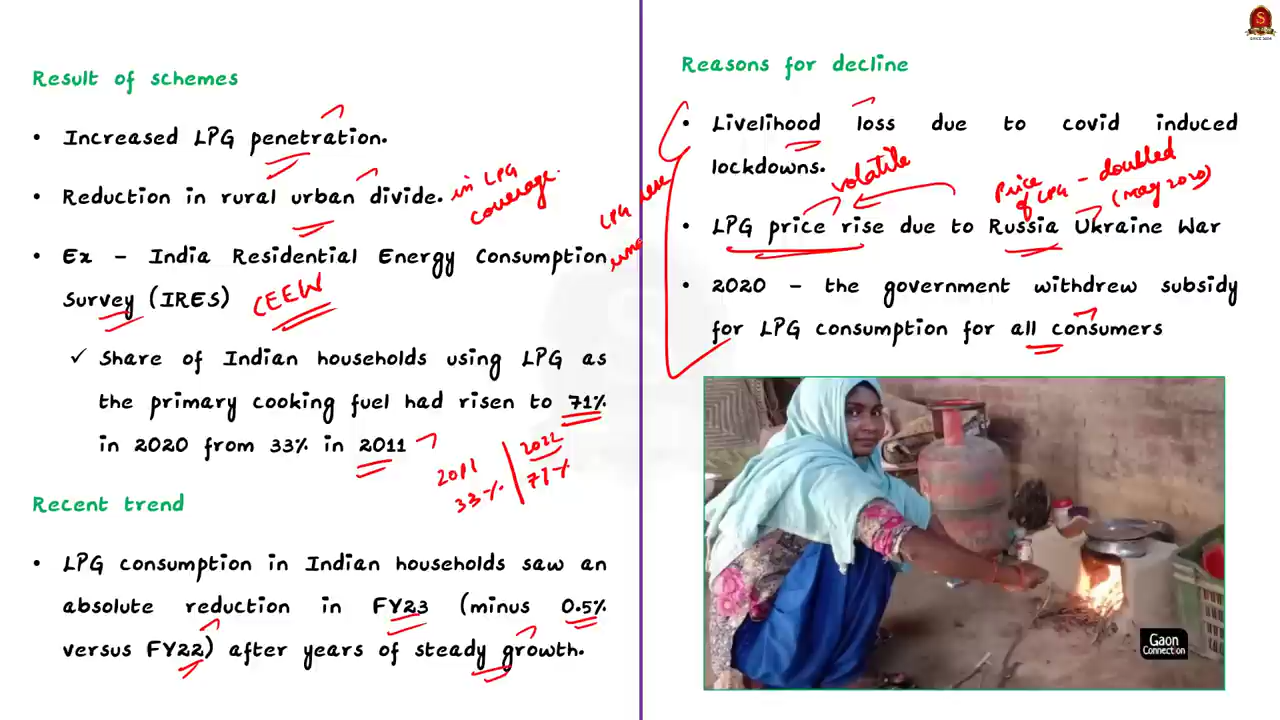 Result of schemes
• Increased LPG penetration.
• Reduction in rural urban divide.
in LPG
coverage.
• Ex - India Residential Energy Consumption
Survey (IRES)
CEEW
✓ Share of Indian households using LPG as
the primary cooking fuel had risen to 71%
in 2020 from 33% in 2011
2011
33%
2022
71%
Recent trend
• LPG consumption in Indian households saw an
absolute reduction in FY23 (minus 0.5%
versus FY22) after years of steady growth.
Reasons for decline
• Livelihood loss due to covid induced
lockdowns.
volatile
Price
of LPG - doubled
(May 2020)
LPG
• LPG price rise due to Russia Ukraine War
• 2020 - the government withdrew subsidy
for LPG consumption for all consumers
Gaon
Connection
S